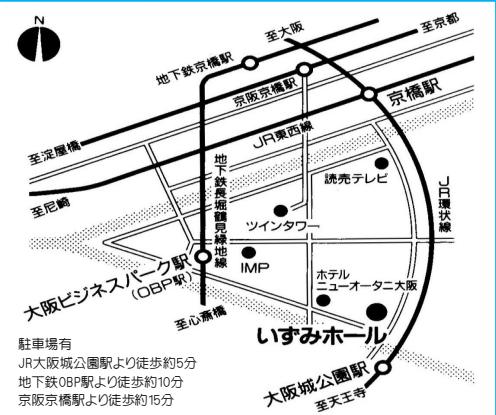 N
至大阪
至京都
地下鉄京橋駅
京阪京橋駅
京橋駅
至淀屋橋
JR東西線
至尼崎
地下鉄長堀鶴見緑地線
読売テレビ
JR環状線
ツインタワー
大阪ビジネスパーク駅
(OBP駅)
IMP
ホテル
ニューオータニ大阪
至心斎橋
いずみホール
大阪城公園駅
至天王寺
駐車場有
JR大阪城公園駅より徒歩約5分
地下鉄OBP駅より徒歩約10分
京阪京橋駅より徒歩約15分